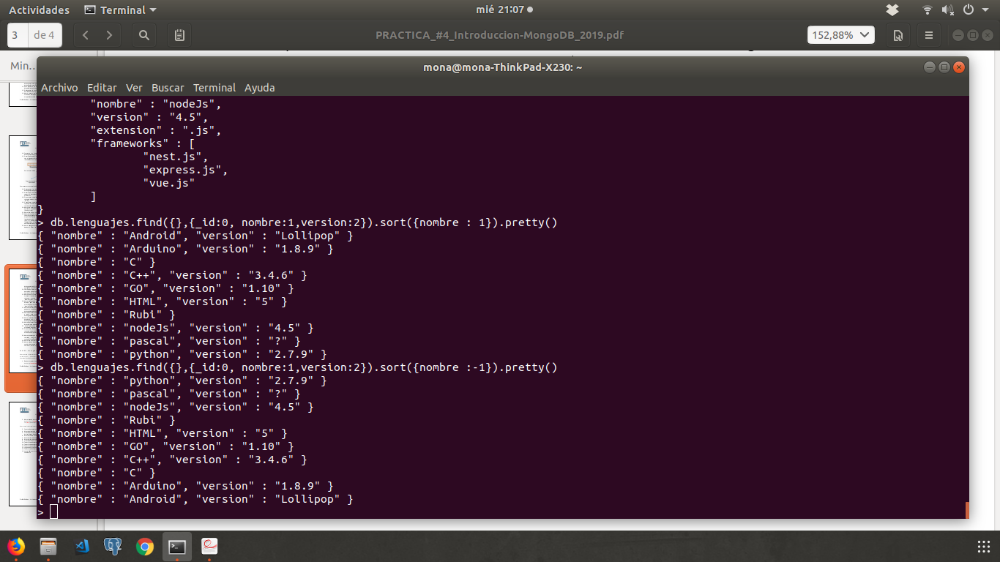 Actividades
Terminal
mié 21:07
3
de 4
PRACTICA_#4_Introduccion-MongoDB_2019.pdf
152,88%
Min...
mona@mona-ThinkPad-X230: ~
Archivo Editar Ver Buscar Terminal Ayuda
"nombre" : "nodeJs",
"version" : "4.5",
"extension" : ".js",
"frameworks" : [
"nest.js",
"express.js",
"vue.js"
]
}
> db.lenguajes.find({},{_id:0, nombre:1,version:2}).sort({nombre : 1}).pretty()
{ "nombre" : "Android", "version" : "Lollipop" }
{ "nombre" : "Arduino", "version" : "1.8.9" }
{ "nombre" : "C" }
{ "nombre" : "C++", "version" : "3.4.6" }
{ "nombre" : "GO", "version" : "1.10" }
{ "nombre" : "HTML", "version" : "5" }
{ "nombre" : "Rubi" }
{ "nombre" : "nodeJs", "version" : "4.5" }
{ "nombre" : "pascal", "version" : "?" }
{ "nombre" : "python", "version" : "2.7.9" }
> db.lenguajes.find({},{_id:0, nombre:1,version:2}).sort({nombre :-1}).pretty()
{ "nombre" : "python", "version" : "2.7.9" }
{ "nombre" : "pascal", "version" : "?" }
{ "nombre" : "nodeJs", "version" : "4.5" }
{ "nombre" : "Rubi" }
{ "nombre" : "HTML", "version" : "5" }
{ "nombre" : "GO", "version" : "1.10" }
{ "nombre" : "C++", "version" : "3.4.6" }
{ "nombre" : "C" }
{ "nombre" : "Arduino", "version" : "1.8.9" }
{ "nombre" : "Android", "version" : "Lollipop" }
>